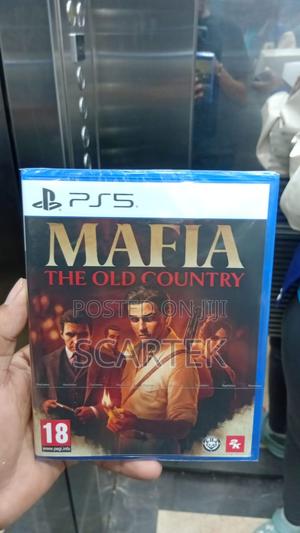 PS5
MAFIA
THE OLD COUNTRY
POSTED ON JIJI
SCARTEK
18
www.pegi.info
2K